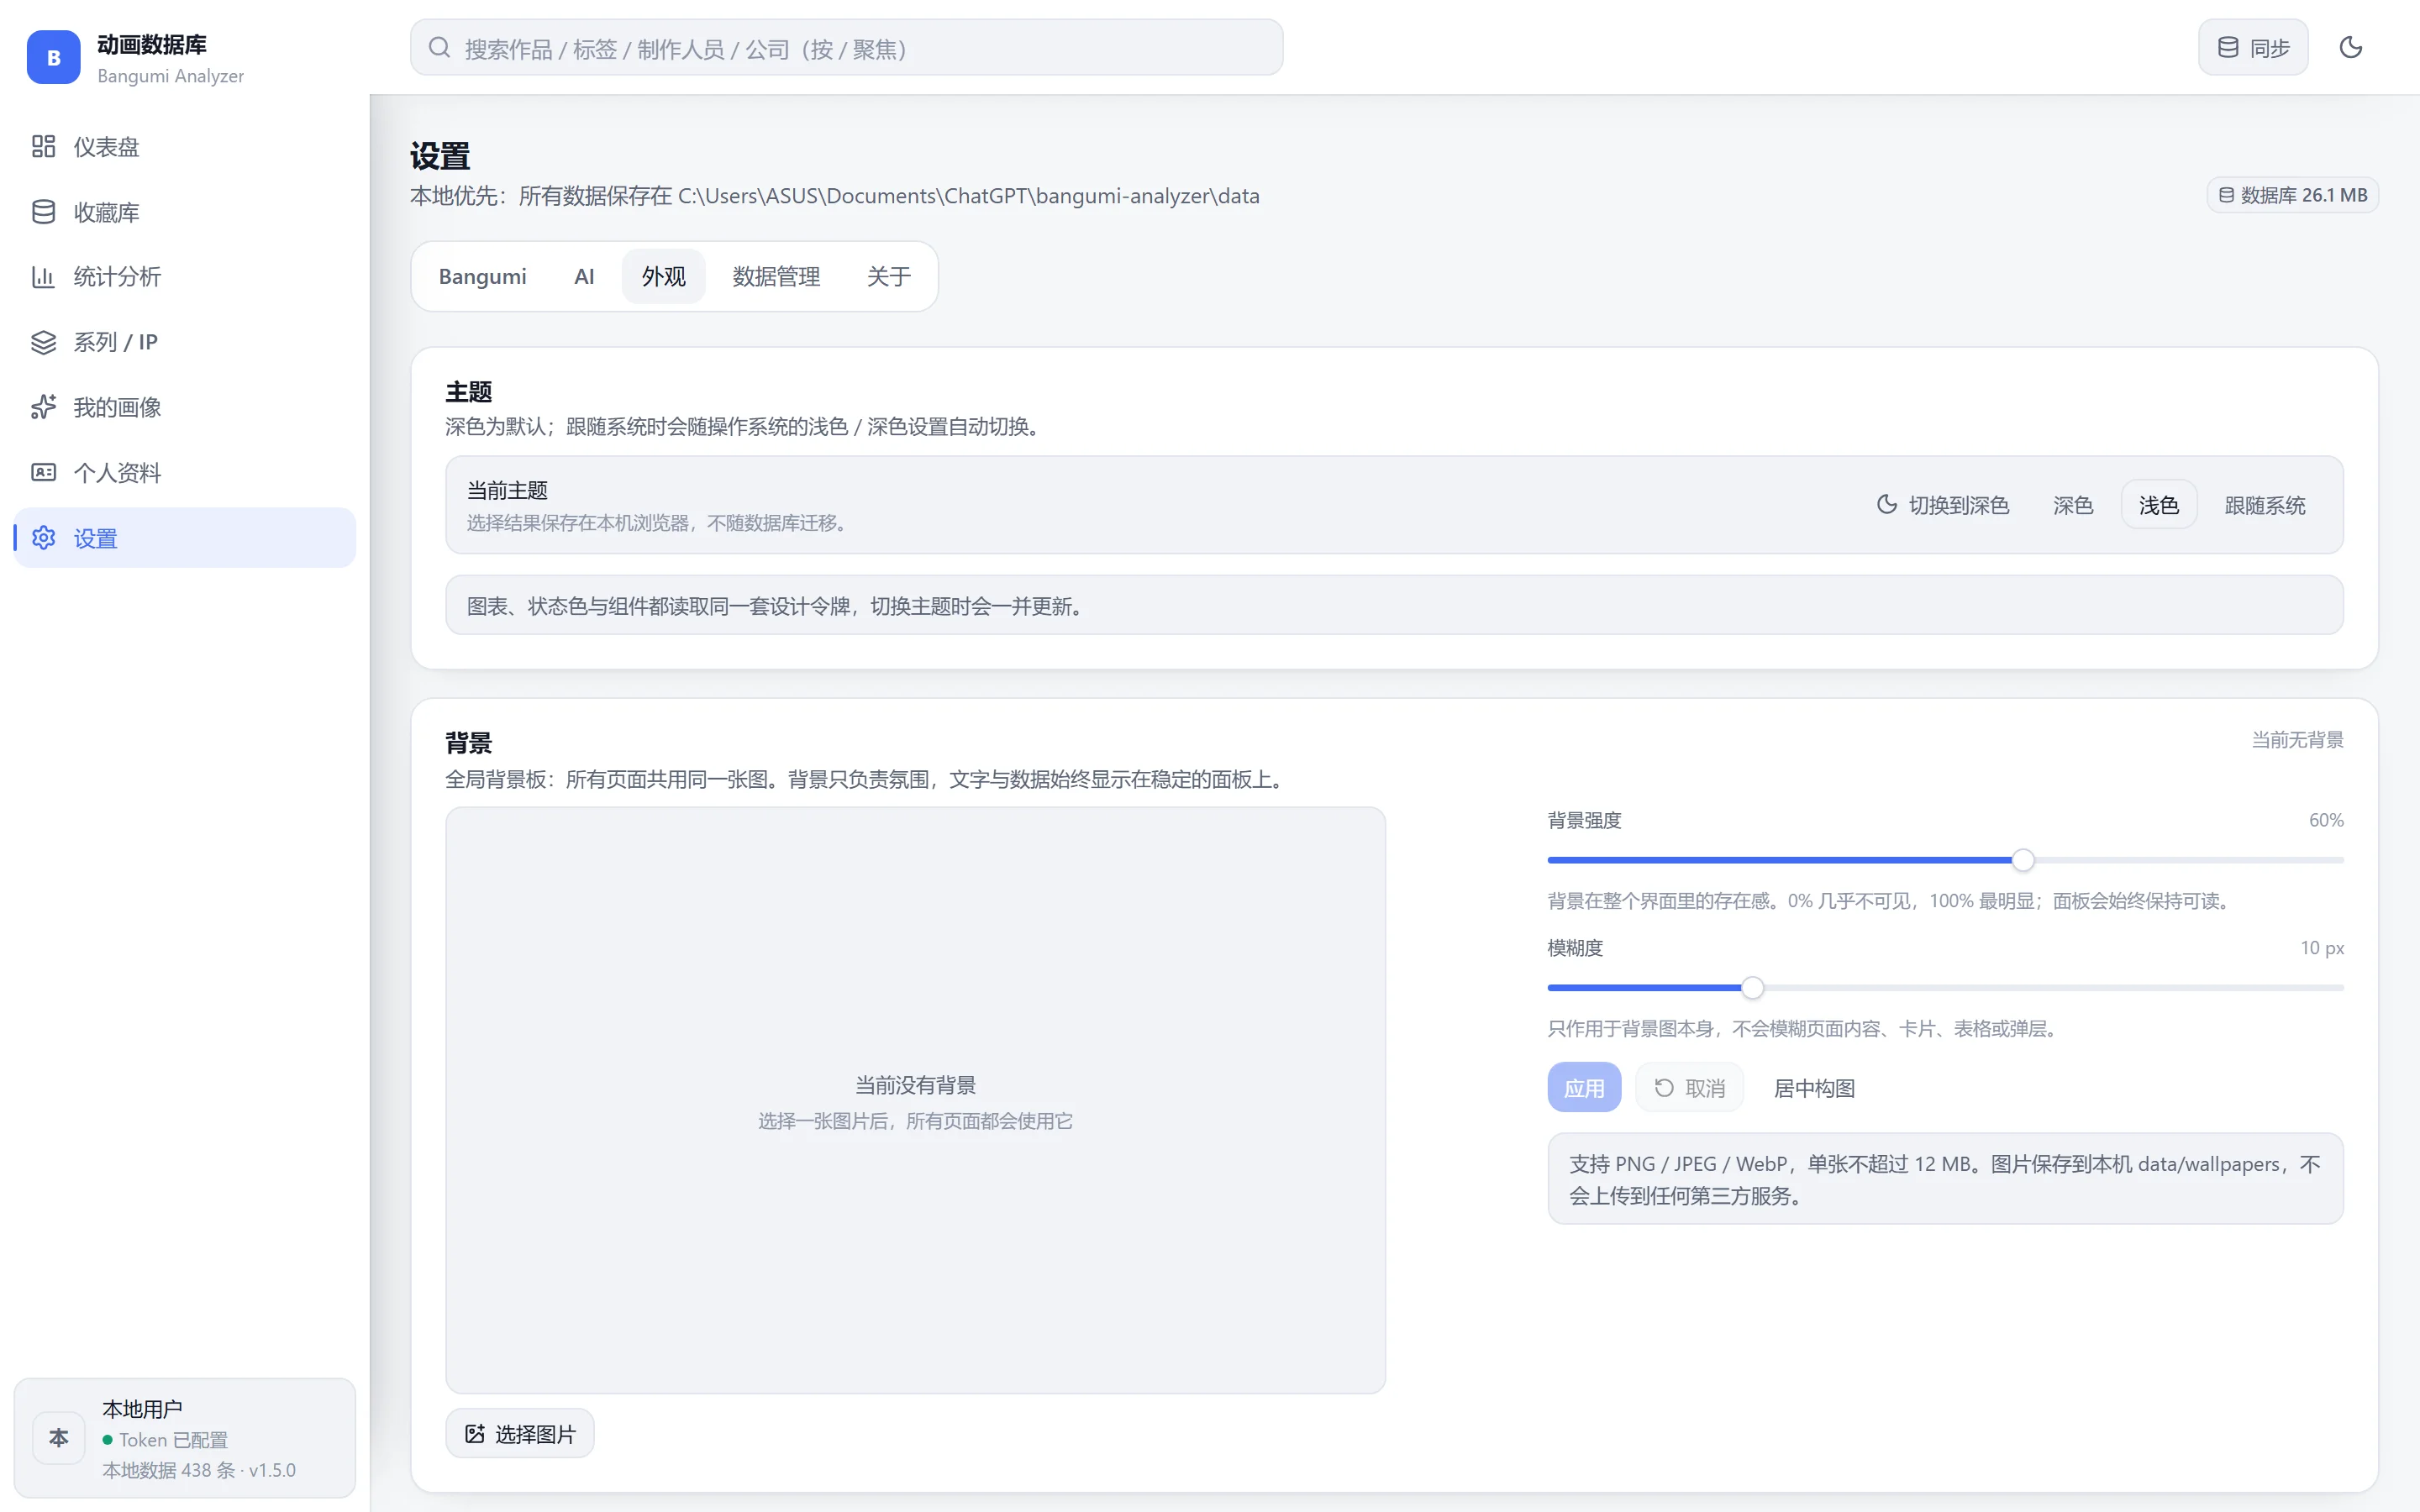 B
动画数据库
Bangumi Analyzer
搜索作品 / 标签 / 制作人员 / 公司（按 / 聚焦）
同步
仪表盘
收藏库
统计分析
系列 / IP
我的画像
个人资料
设置
设置
本地优先：所有数据保存在 C:\Users\ASUS\Documents\ChatGPT\bangumi-analyzer\data
数据库 26.1 MB
Bangumi
AI
外观
数据管理
关于
主题
深色为默认；跟随系统时会随操作系统的浅色 / 深色设置自动切换。
当前主题
选择结果保存在本机浏览器，不随数据库迁移。
切换到深色
深色
浅色
跟随系统
图表、状态色与组件都读取同一套设计令牌，切换主题时会一并更新。
背景
当前无背景
全局背景板：所有页面共用同一张图。背景只负责氛围，文字与数据始终显示在稳定的面板上。
当前没有背景
选择一张图片后，所有页面都会使用它
选择图片
背景强度
60%
背景在整个界面里的存在感。0% 几乎不可见，100% 最明显；面板会始终保持可读。
模糊度
10 px
只作用于背景图本身，不会模糊页面内容、卡片、表格或弹层。
应用
取消
居中构图
支持 PNG / JPEG / WebP，单张不超过 12 MB。图片保存到本机 data/wallpapers，不
会上传到任何第三方服务。
本
本地用户
Token 已配置
本地数据 438 条 · v1.5.0